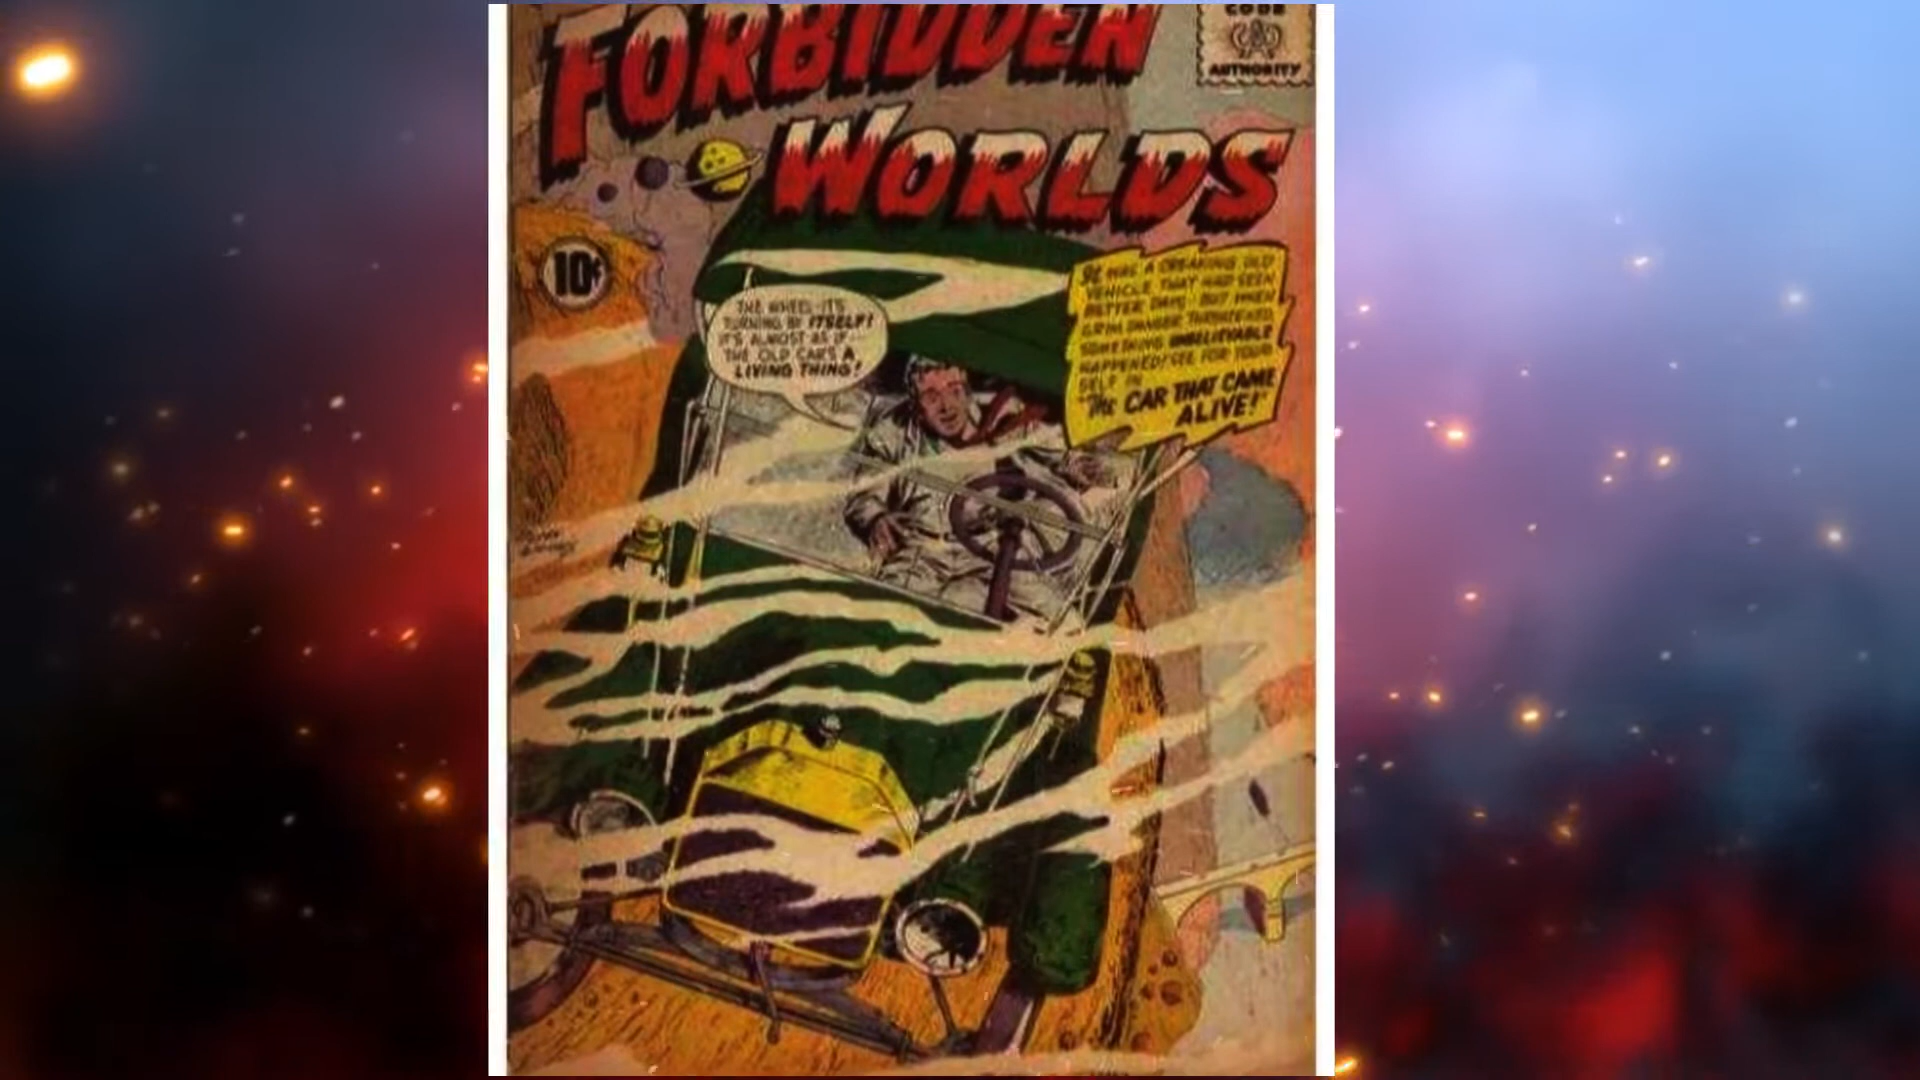 CODE
AUTHORITY
FORBIDDEN
WORLDS
10¢
THE WHEEL--IT'S
TURNING BY ITSELF!
IT'S ALMOST AS IF--
THE OLD CAR'S A
LIVING THING!
IT WAS A CREAKING OLD
VEHICLE THAT HAD SEEN
BETTER DAYS! BUT WHEN
GRIM DANGER THREATENED,
SOMETHING UNBELIEVABLE
HAPPENED! SEE FOR YOUR-
SELF IN
"The CAR THAT CAME
ALIVE!"